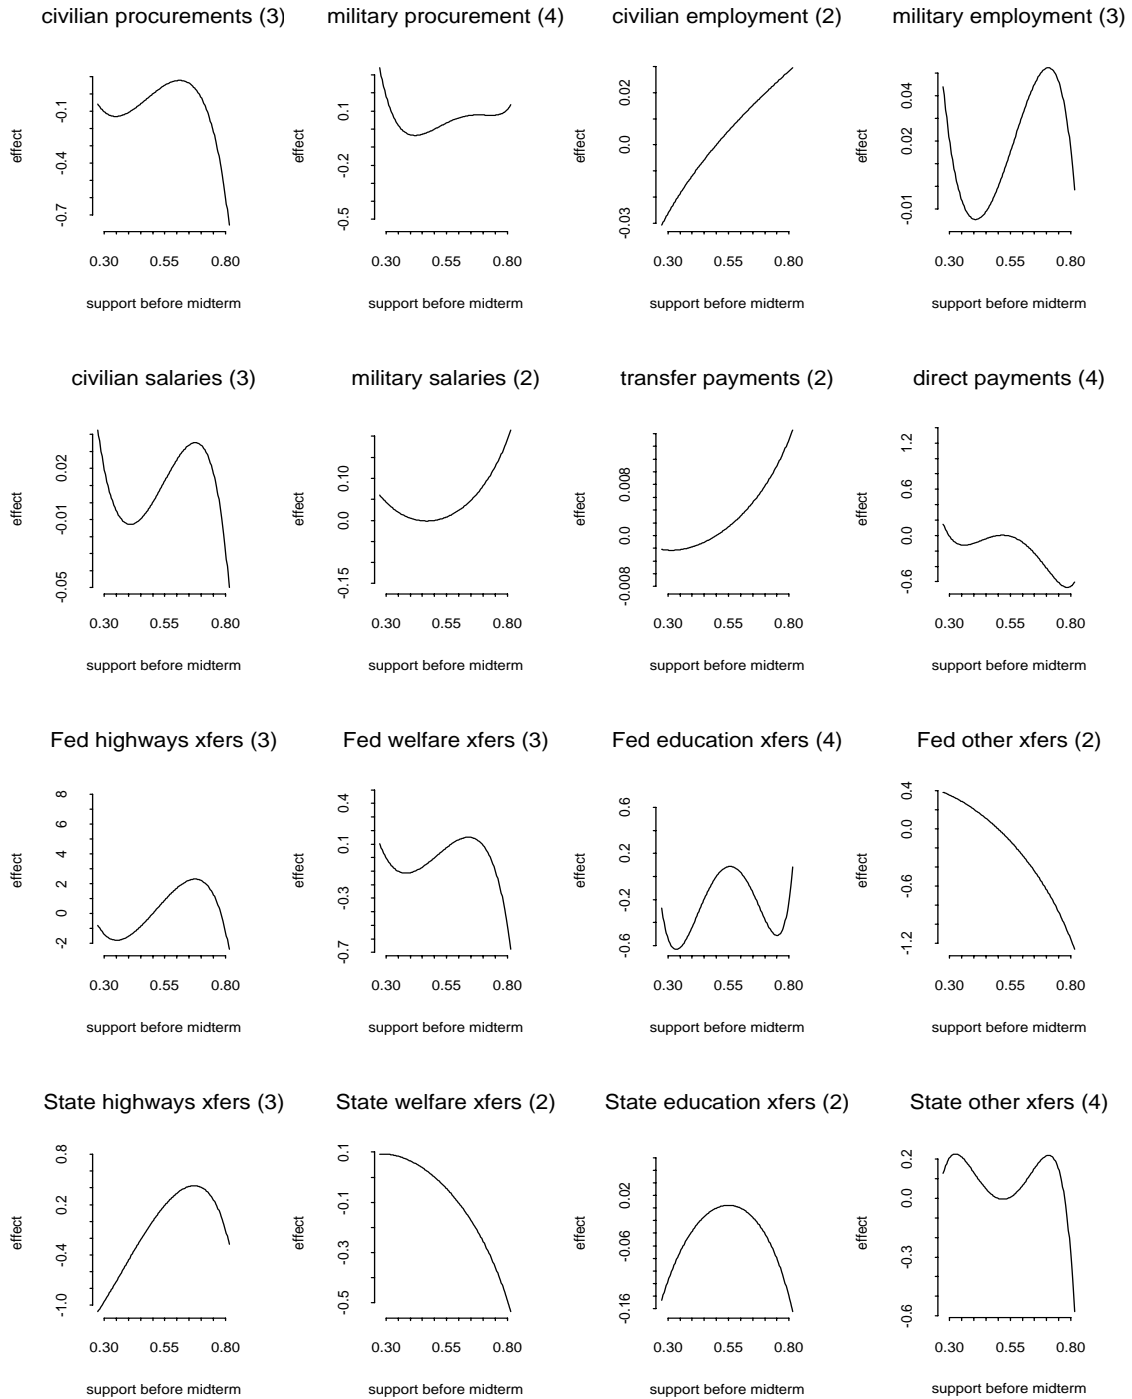 civilian procurements (3)
effect
-0.7 -0.4 -0.1
0.30 0.55 0.80
support before midterm
military procurement (4)
effect
-0.5 -0.2 0.1
0.30 0.55 0.80
support before midterm
civilian employment (2)
effect
-0.03 0.0 0.02
0.30 0.55 0.80
support before midterm
military employment (3)
effect
-0.01 0.02 0.04
0.30 0.55 0.80
support before midterm
civilian salaries (3)
effect
-0.05 -0.01 0.02
0.30 0.55 0.80
support before midterm
military salaries (2)
effect
-0.15 0.0 0.10
0.30 0.55 0.80
support before midterm
transfer payments (2)
effect
-0.008 0.0 0.008
0.30 0.55 0.80
support before midterm
direct payments (4)
effect
-0.6 0.0 0.6 1.2
0.30 0.55 0.80
support before midterm
Fed highways xfers (3)
effect
-2 0 2 4 6 8
0.30 0.55 0.80
support before midterm
Fed welfare xfers (3)
effect
-0.7 -0.3 0.1 0.4
0.30 0.55 0.80
support before midterm
Fed education xfers (4)
effect
-0.6 -0.2 0.2 0.6
0.30 0.55 0.80
support before midterm
Fed other xfers (2)
effect
-1.2 -0.6 0.0 0.4
0.30 0.55 0.80
support before midterm
State highways xfers (3)
effect
-1.0 -0.4 0.2 0.8
0.30 0.55 0.80
support before midterm
State welfare xfers (2)
effect
-0.5 -0.3 -0.1 0.1
0.30 0.55 0.80
support before midterm
State education xfers (2)
effect
-0.16 -0.06 0.02
0.30 0.55 0.80
support before midterm
State other xfers (4)
effect
-0.6 -0.3 0.0 0.2
0.30 0.55 0.80
support before midterm